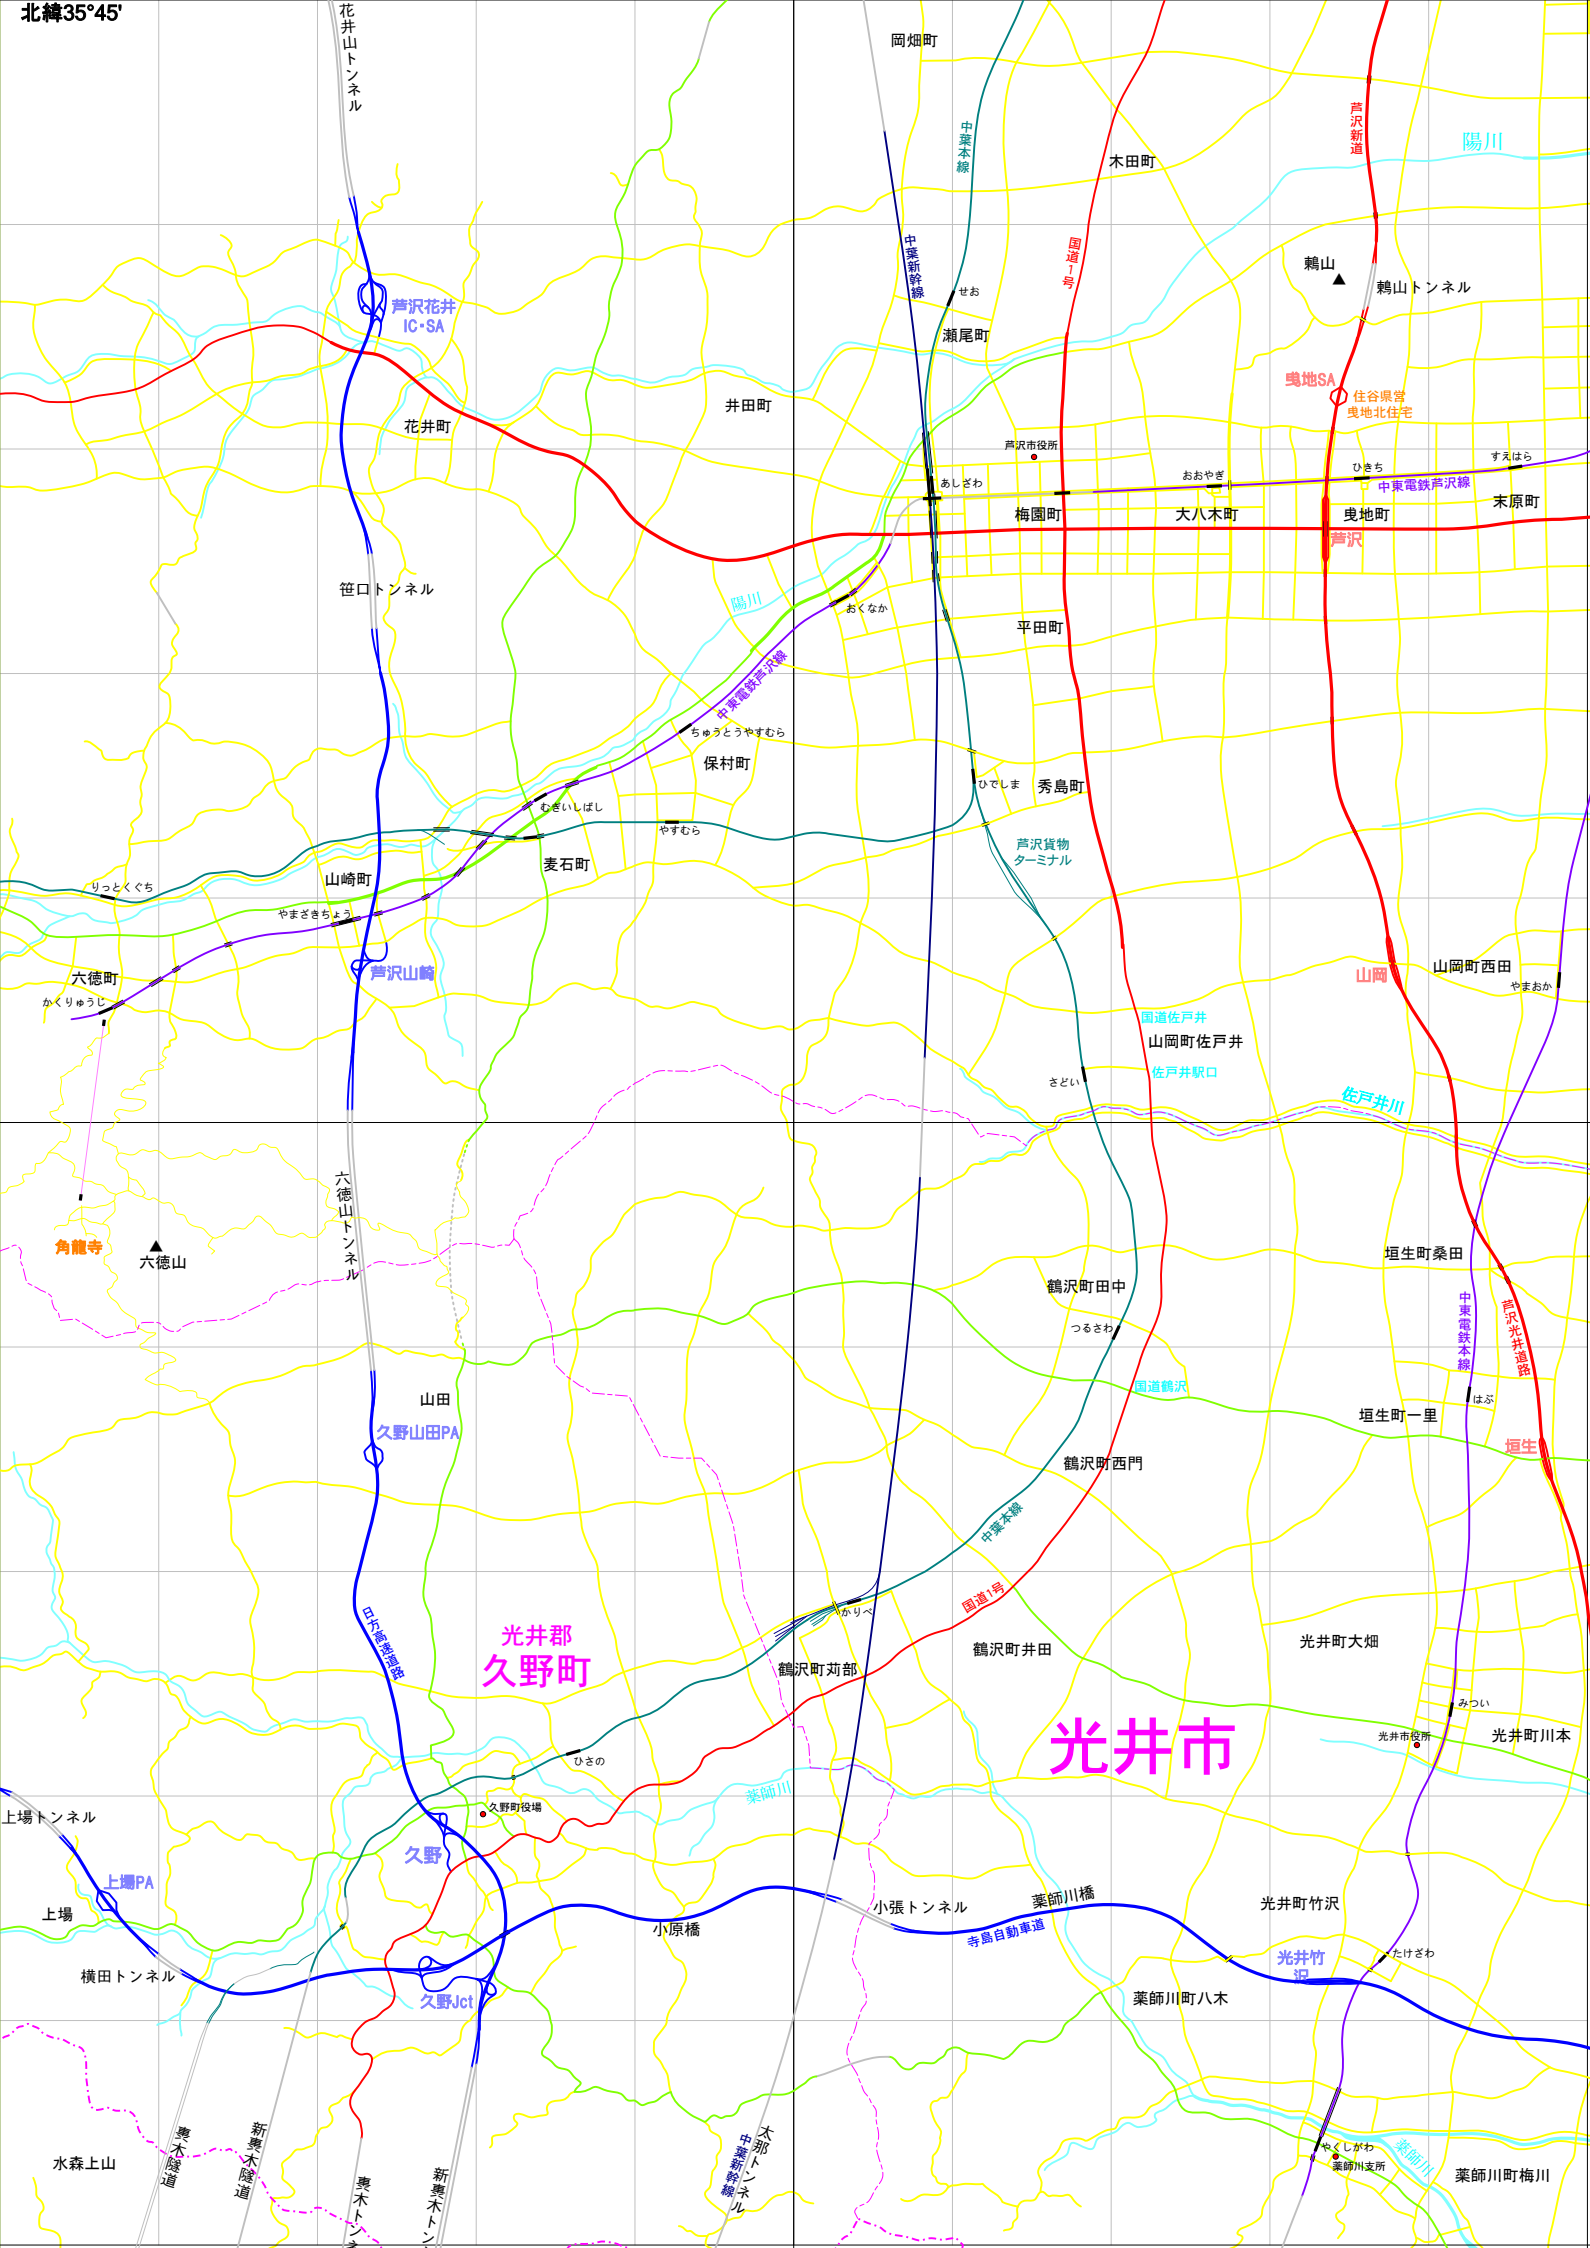 北緯35°45'
花井山トンネル
岡畑町
中葉本線
木田町
芦沢新道
陽川
中葉新幹線
国道1号
鶫山
鶫山トンネル
せお
瀬尾町
芦沢花井
IC・SA
曳地SA
住谷県営
曳地北住宅
井田町
花井町
芦沢市役所
あしざわ
おおやぎ
ひきち
すえはら
中東電鉄芦沢線
梅園町
大八木町
曳地町
末原町
芦沢
笹口トンネル
陽川
おくなか
平田町
中東電鉄芦沢線
ちゅうとうやすむら
保村町
ひでしま
秀島町
むぎいしばし
やすむら
芦沢貨物
ターミナル
麦石町
山崎町
りっとくぐち
やまざきちょう
芦沢山崎
六徳町
かくりゅうじ
山岡
山岡町西田
やまおか
国道佐戸井
山岡町佐戸井
さどい
佐戸井駅口
佐戸井川
六徳山トンネル
角龍寺
六徳山
垣生町桑田
鶴沢町田中
つるさわ
中東電鉄本線
芦沢光井道路
国道鶴沢
はぶ
山田
垣生町一里
久野山田PA
垣生
鶴沢町西門
中葉本線
日方高速道路
国道1号
かりべ
光井郡
久野町
鶴沢町苅部
鶴沢町井田
光井町大畑
みつい
光井市
光井市役所
光井町川本
ひさの
薬師川
久野町役場
上場トンネル
久野
上場PA
上場
小原橋
小張トンネル
薬師川橋
寺島自動車道
光井町竹沢
たけざわ
光井竹
沢
横田トンネル
久野Jct
薬師川町八木
水森上山
裏木隧道
新裏木隧道
裏木トンネ
新裏木トン
中葉新幹線
太那トンネル
やくしがわ
薬師川支所
薬師川
薬師川町梅川